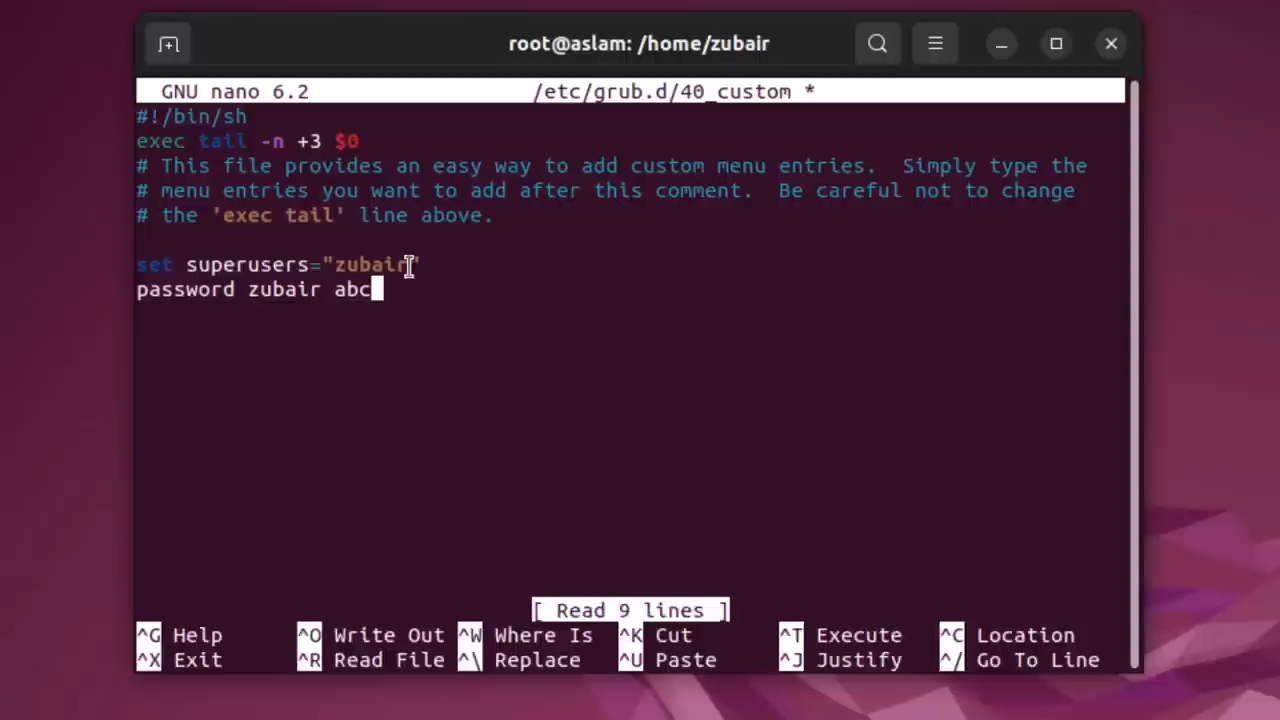 root@aslam: /home/zubair
GNU nano 6.2 /etc/grub.d/40_custom *
#!/bin/sh
exec tail -n +3 $0
# This file provides an easy way to add custom menu entries.  Simply type the
# menu entries you want to add after this comment.  Be careful not to change
# the 'exec tail' line above.
set superusers="zubair"
password zubair abc
[ Read 9 lines ]
^G Help ^O Write Out ^W Where Is ^K Cut ^T Execute ^C Location
^X Exit ^R Read File ^\ Replace ^U Paste ^J Justify ^/ Go To Line